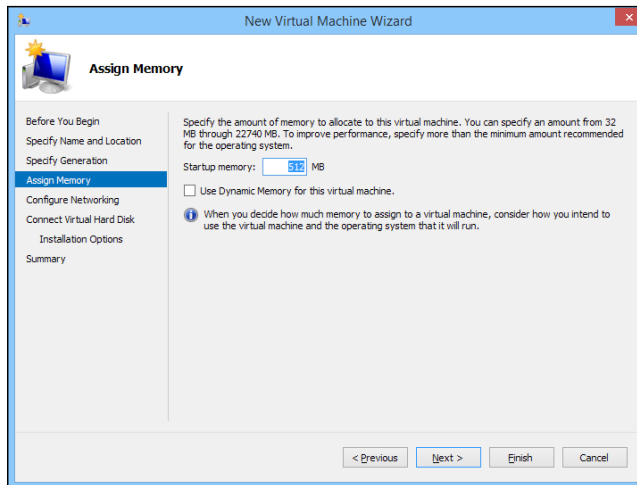 New Virtual Machine Wizard
Assign Memory
Before You Begin
Specify Name and Location
Specify Generation
Assign Memory
Configure Networking
Connect Virtual Hard Disk
Installation Options
Summary
Specify the amount of memory to allocate to this virtual machine. You can specify an amount from 32
MB through 22740 MB. To improve performance, specify more than the minimum amount recommended
for the operating system.
Startup memory: 512 MB
Use Dynamic Memory for this virtual machine.
When you decide how much memory to assign to a virtual machine, consider how you intend to
use the virtual machine and the operating system that it will run.
< Previous Next > Finish Cancel